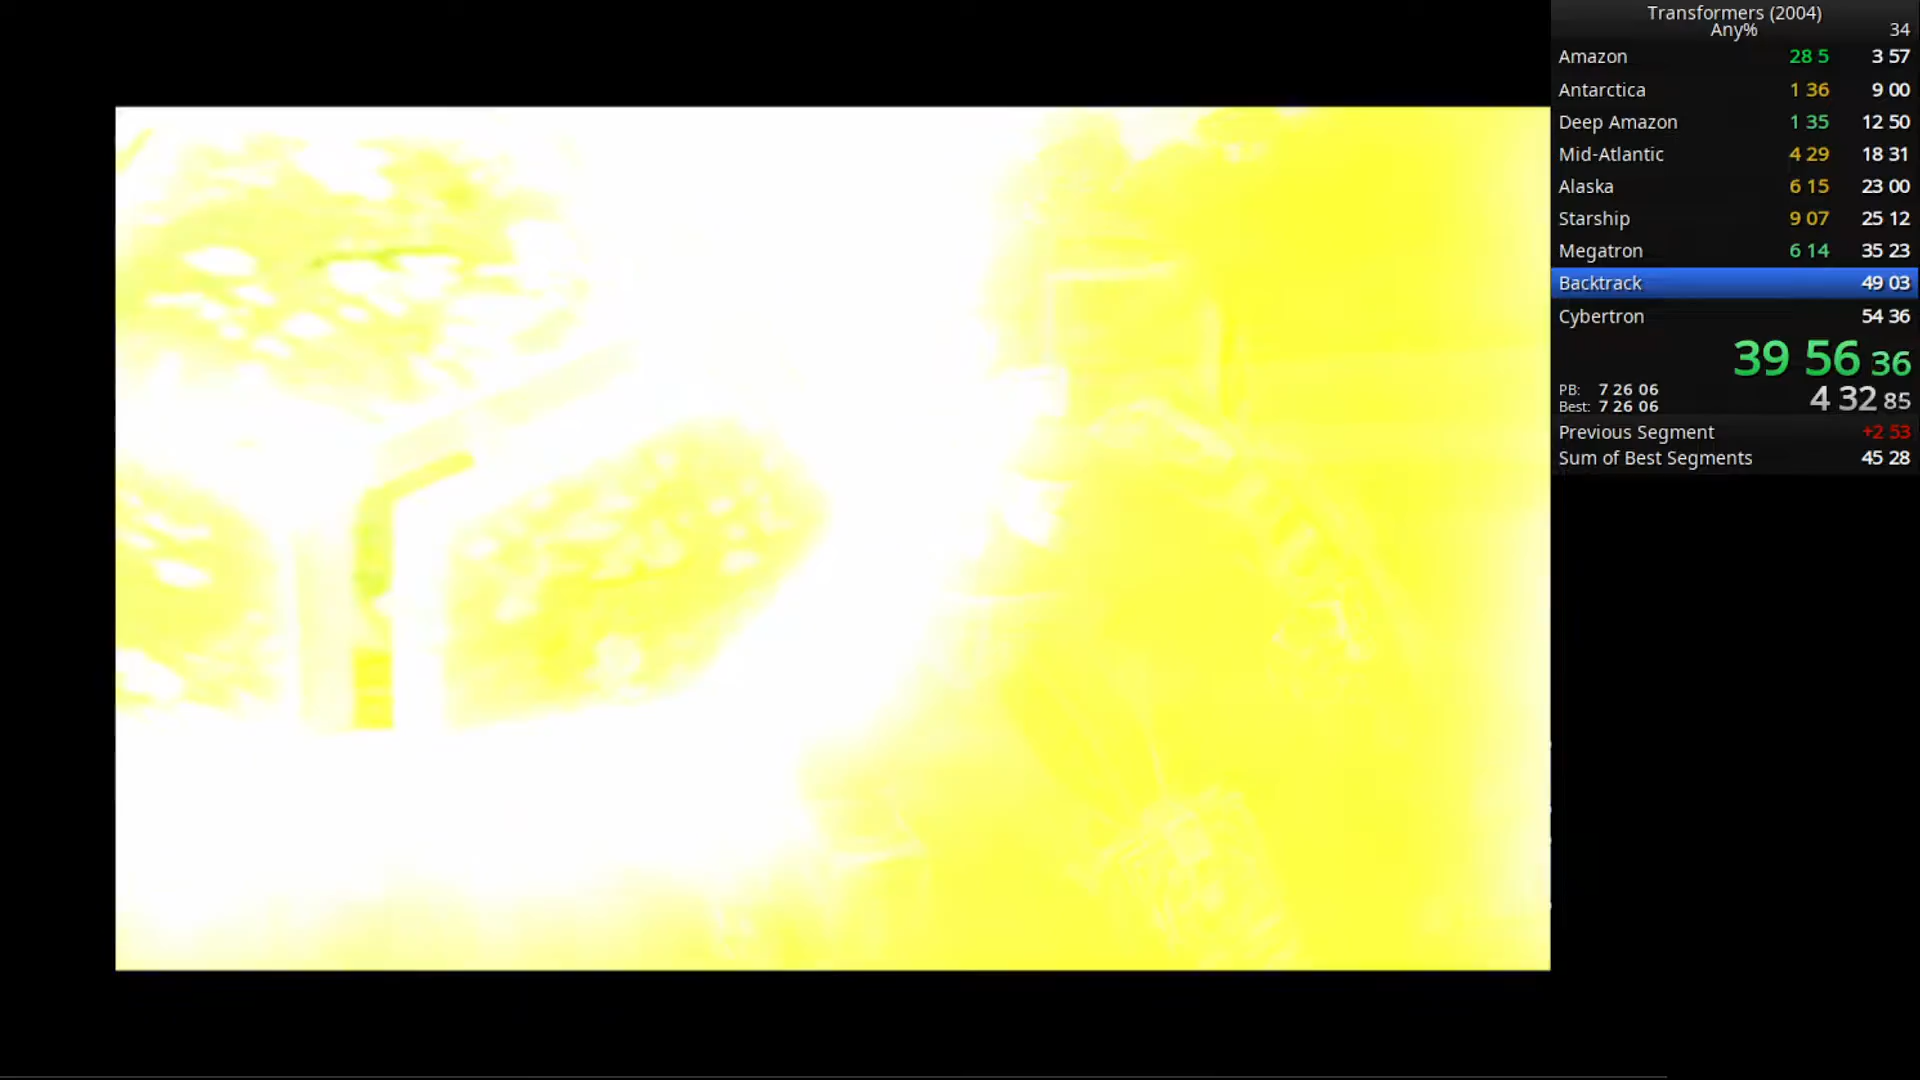 Transformers (2004)
Any% 34
Amazon 28 5 3 57
Antarctica 1 36 9 00
Deep Amazon 1 35 12 50
Mid-Atlantic 4 29 18 31
Alaska 6 15 23 00
Starship 9 07 25 12
Megatron 6 14 35 23
Backtrack 49 03
Cybertron 54 36
39 56 36
PB: 7 26 06
Best: 7 26 06
4 32 85
Previous Segment +2 53
Sum of Best Segments 45 28